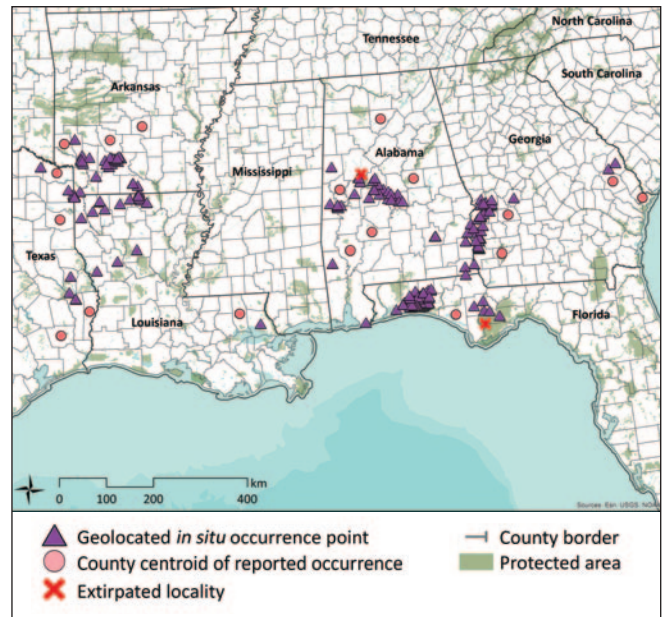 North Carolina
Tennessee
South Carolina
Arkansas
Georgia
Alabama
Mississippi
Texas
Louisiana
Florida
km
0 100 200 400
Sources: Esri, USGS, NOAA
Geolocated in situ occurrence point
County border
County centroid of reported occurrence
Protected area
Extirpated locality